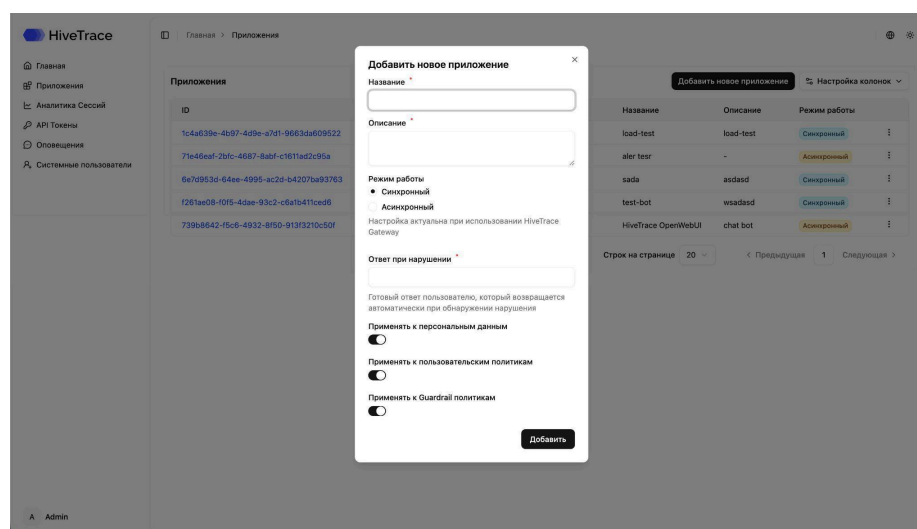 HiveTrace
Главная > Приложения
Главная
Приложения
Аналитика Сессий
API Токены
Оповещения
Системные пользователи
Приложения
Добавить новое приложение
Настройка колонок
ID
Название
Описание
Режим работы
1c4a639e-4b97-4d9e-a7d1-9663da609522
load-test
load-test
Синхронный
71e46eaf-2bfc-4687-8abf-c1611ad2c95a
aler tesr
-
Асинхронный
6e7d953d-64ee-4995-ac2d-b4207ba93763
sada
asdasd
Синхронный
f261ae08-f0f5-4dae-93c2-c6a1b411ced6
test-bot
wsadasd
Синхронный
739b8642-f5c6-4932-8f50-913f3210c50f
HiveTrace OpenWebUI
chat bot
Асинхронный
Строк на странице 20
< Предыдущая 1 Следующая >
Добавить новое приложение
Название *
Описание *
Режим работы
Синхронный
Асинхронный
Настройка актуальна при использовании HiveTrace
Gateway
Ответ при нарушении *
Готовый ответ пользователю, который возвращается
автоматически при обнаружении нарушения
Применять к персональным данным
Применять к пользовательским политикам
Применять к Guardrail политикам
Добавить
A Admin